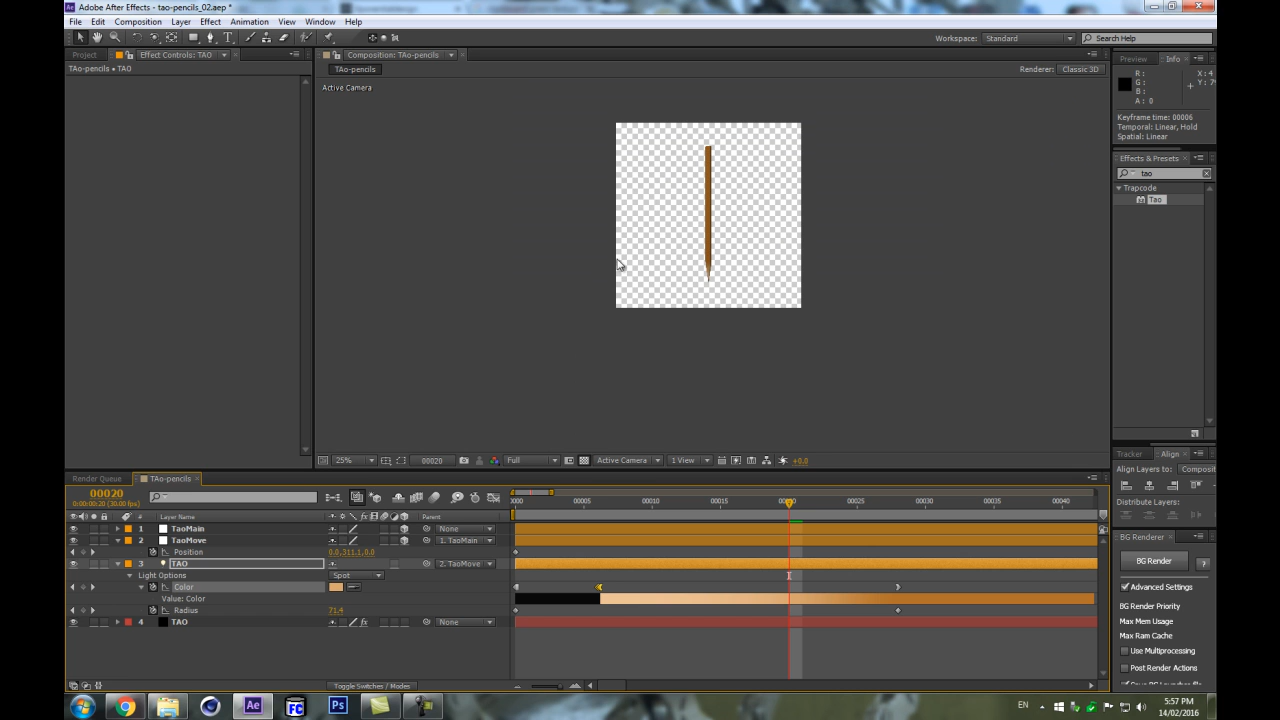 Adobe After Effects - tao-pencils_02.aep *
File Edit Composition Layer Effect Animation View Window Help
Workspace: Standard
Search Help
Project
Effect Controls: TAO
Composition: TAo-pencils
Preview
Info
TAo-pencils • TAO
TAo-pencils
Renderer: Classic 3D
Active Camera
R:
G:
B:
A: 0
X: 4
Keyframe time: 00006
Temporal: Linear, Hold
Spatial: Linear
Effects & Presets
tao
Trapcode
Tao
25%
00020
Full
Active Camera
1 View
+0.0
Tracker
Align
Align Layers to:
Distribute Layers:
Render Queue
TAo-pencils
00020
0:00:00:20 (30.00 fps)
0000 00005 00010 00015 00025 00030 00035 00040
# Layer Name
Parent
1 TaoMain None
2 TaoMove 1. TaoMain
Position 0.0,311.1,0.0
3 TAO 2. TaoMove
Light Options Spot
Color
Value: Color
Radius 71.4
4 TAO fx None
BG Renderer
BG Render
?
Advanced Settings
BG Priority
Max Mem Usage
Max Ram Cache
Use Multiprocessing
Post Render Actions
Toggle Switches / Modes
Ae
FC
Ps
Ae
EN
5:57 PM
14/02/2016